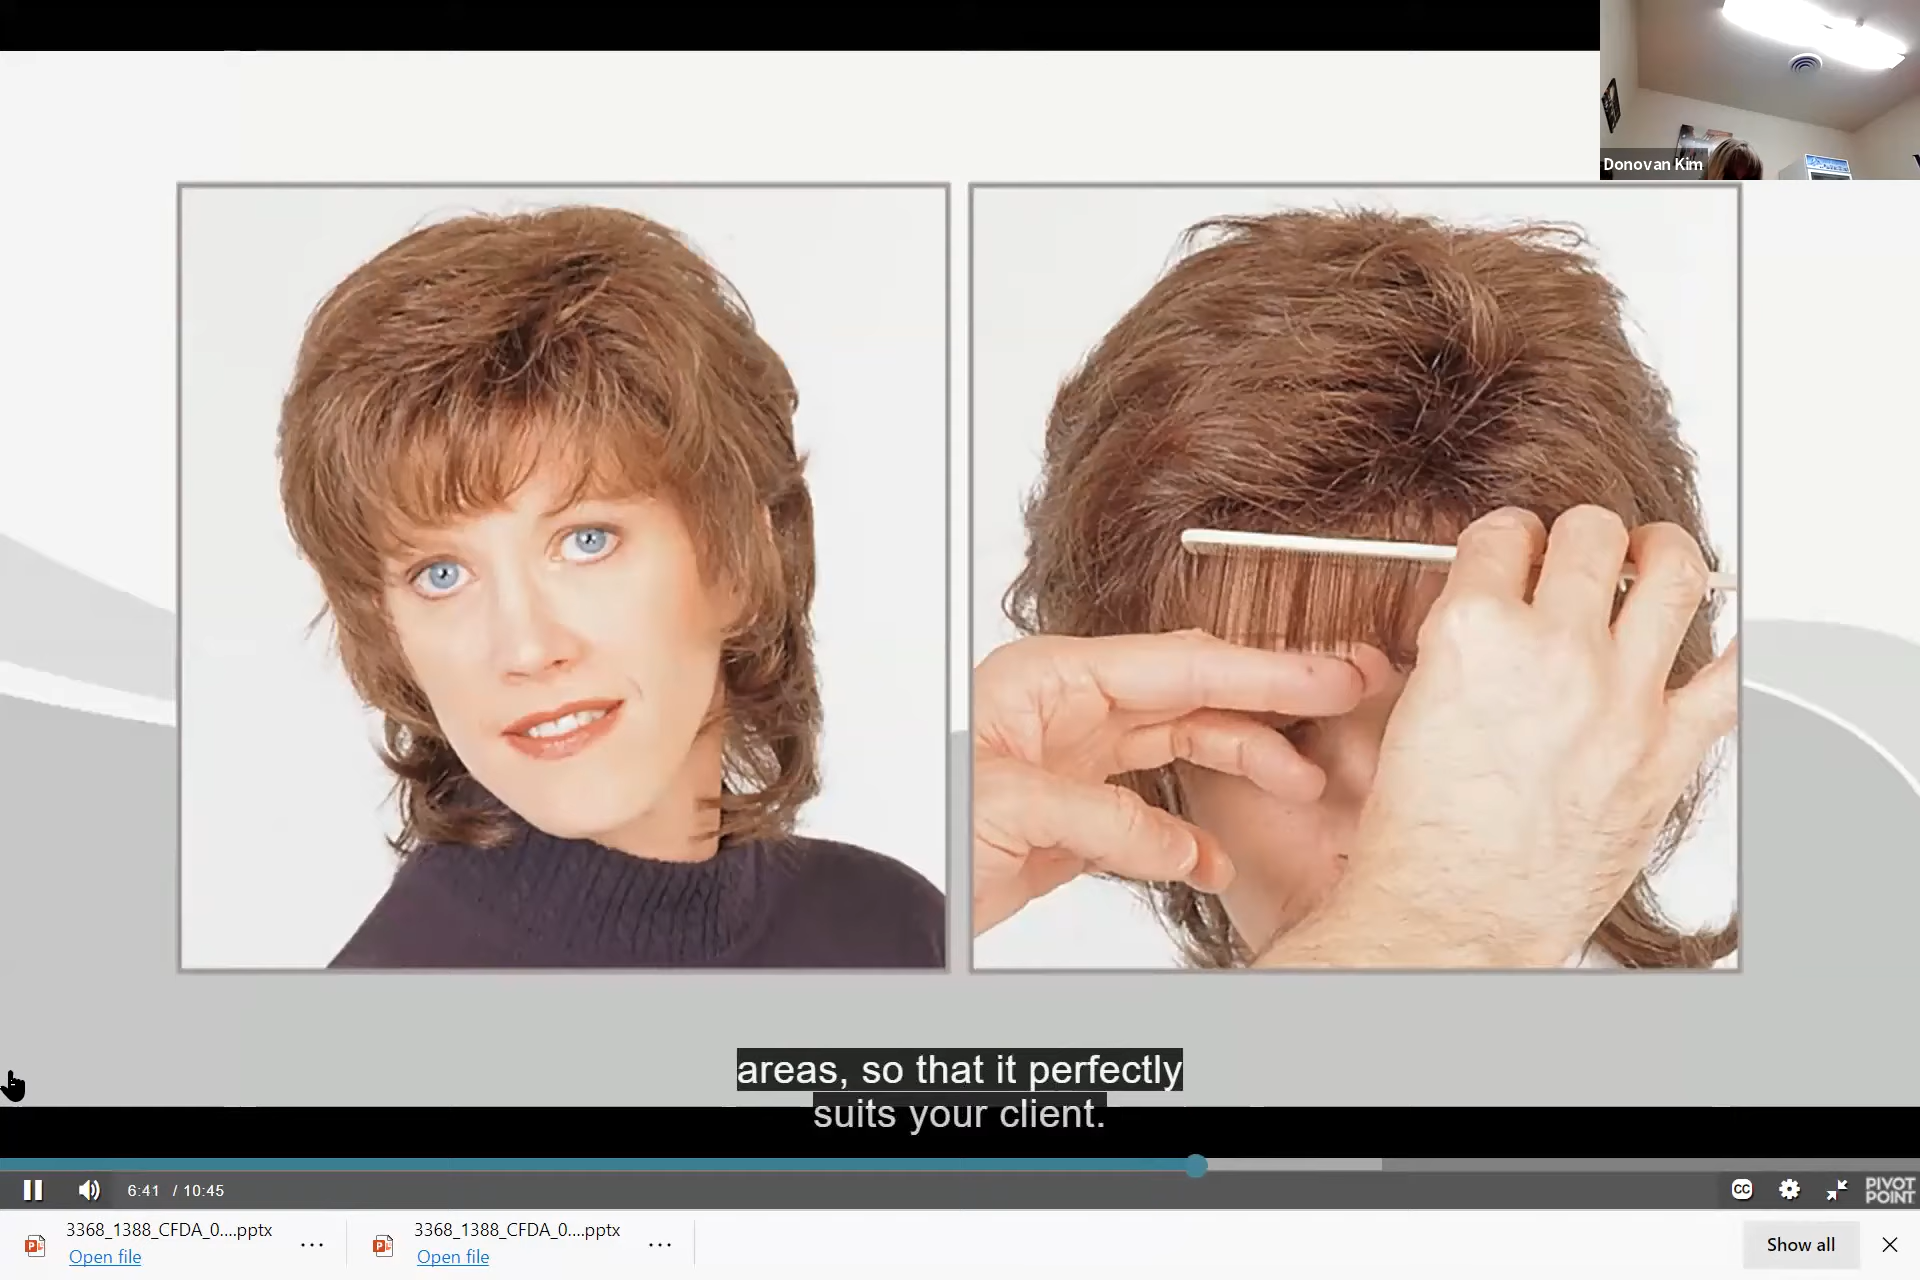 Donovan Kim
areas, so that it perfectly
suits your client.
6:41 / 10:45
CC
PIVOT
POINT
3368_1388_CFDA_0....pptx
Open file
3368_1388_CFDA_0....pptx
Open file
Show all